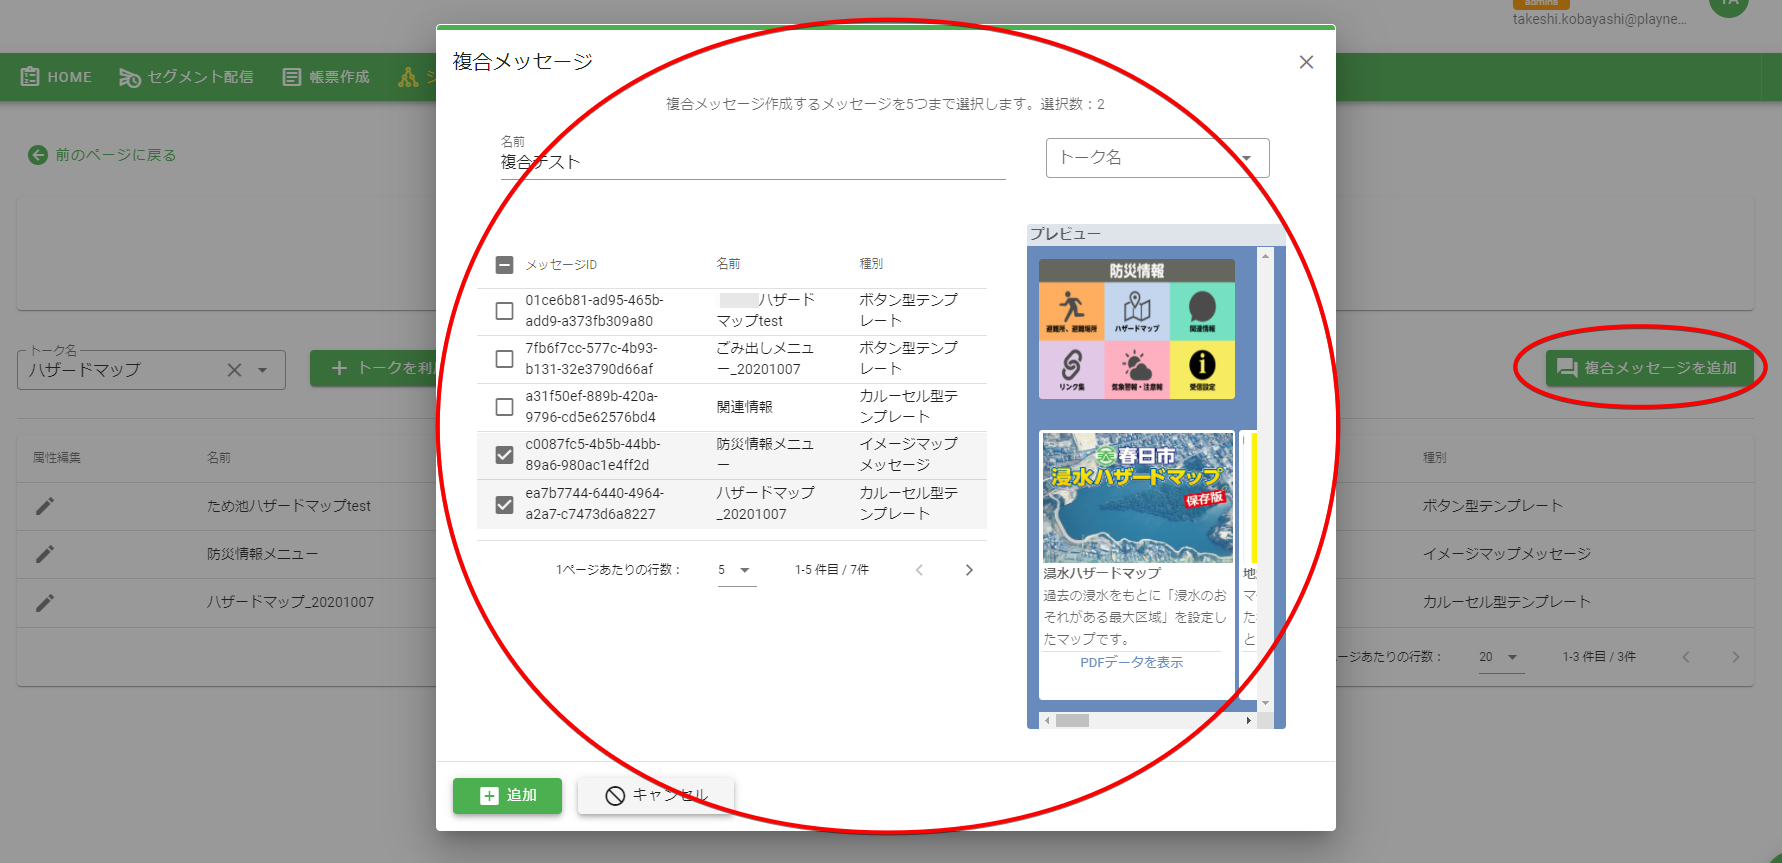 admins
takeshi.kobayashi@playne...
TA
HOME
セグメント配信
帳票作成
前のページに戻る
トーク名
ハザードマップ
トークを利
複合メッセージを追加
属性編集
名前
種別
ため池ハザードマップtest
ボタン型テンプレート
防災情報メニュー
イメージマップメッセージ
ハザードマップ_20201007
カルーセル型テンプレート
ージあたりの行数：
20
1-3 件目 / 3件
複合メッセージ
複合メッセージ作成するメッセージを5つまで選択します。選択数：2
名前
複合テスト
トーク名
メッセージID
名前
種別
01ce6b81-ad95-465b-
add9-a373fb309a80
ハザード
マップtest
ボタン型テンプ
レート
7fb6f7cc-577c-4b93-
b131-32e3790d66af
ごみ出しメニュ
ー_20201007
ボタン型テンプ
レート
a31f50ef-889b-420a-
9796-cd5e62576bd4
関連情報
カルーセル型テ
ンプレート
c0087fc5-4b5b-44bb-
89a6-980ac1e4ff2d
防災情報メニュ
ー
イメージマップ
メッセージ
ea7b7744-6440-4964-
a2a7-c7473d6a8227
ハザードマップ
_20201007
カルーセル型テ
ンプレート
1ページあたりの行数：
5
1-5 件目 / 7件
プレビュー
防災情報
避難所、避難場所
ハザードマップ
関連情報
リンク集
気象警報・注意報
受信設定
春日市
浸水ハザードマップ
保存版
浸水ハザードマップ
過去の浸水をもとに「浸水のお
それがある最大区域」を設定し
たマップです。
PDFデータを表示
地
マ
た
と
追加
キャンセル